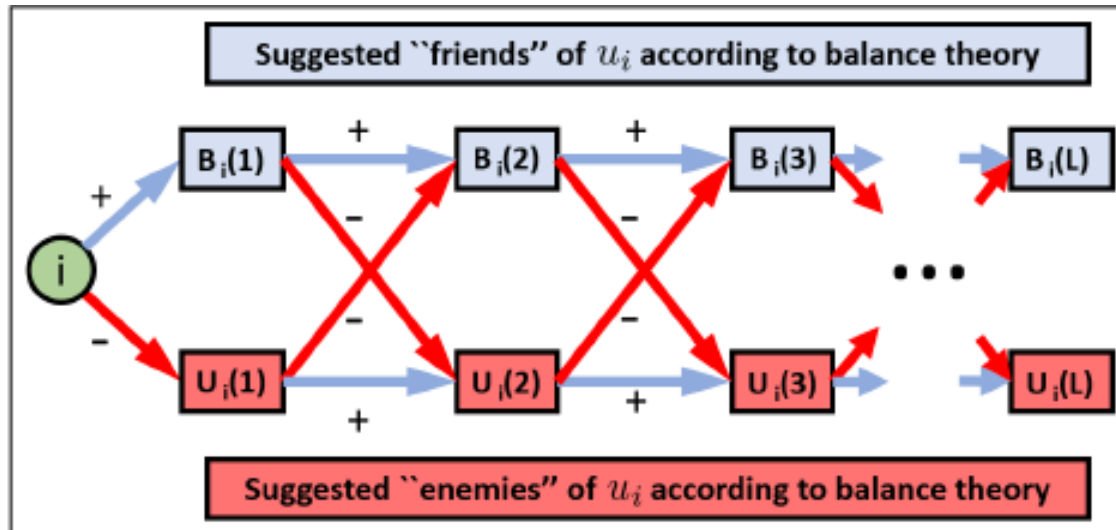 Suggested ``friends'' of u_i according to balance theory
+ +
B_i(1) B_i(2) B_i(3) B_i(L)
+
- -
i ...
- -
-
U_i(1) U_i(2) U_i(3) U_i(L)
+ +
Suggested ``enemies'' of u_i according to balance theory